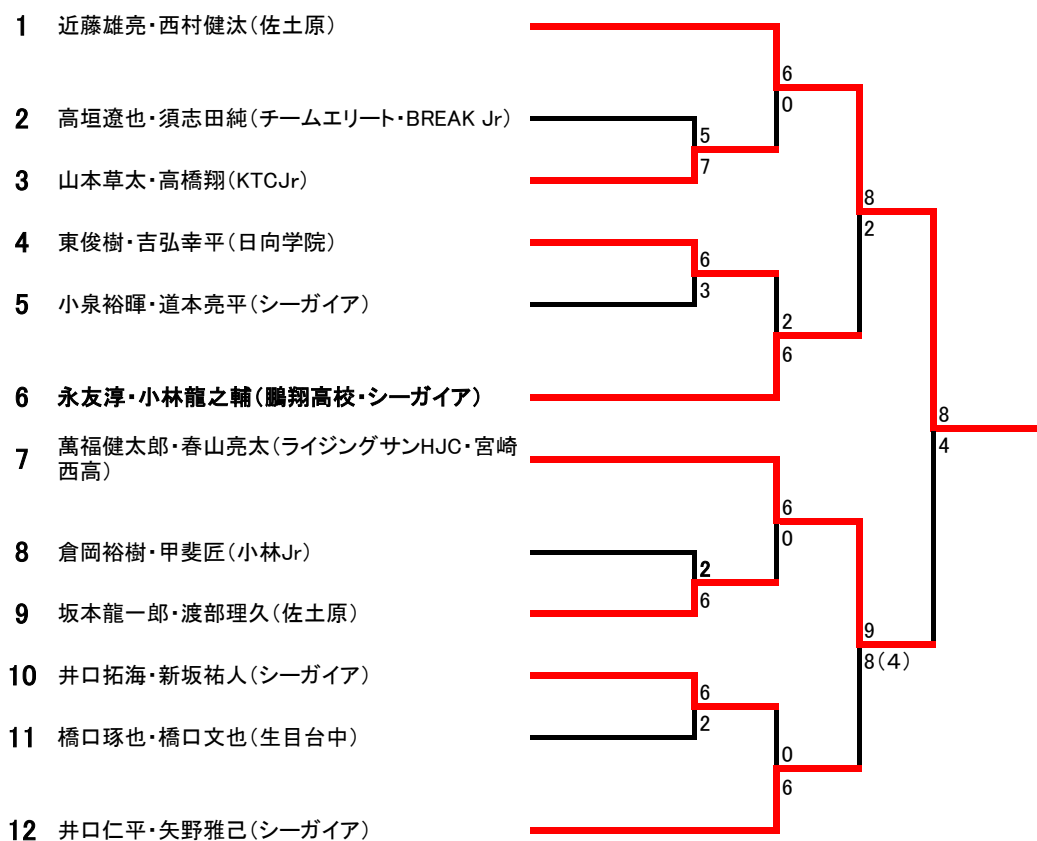 1 近藤雄亮・西村健汰(佐土原)
6
0
2 高垣遼也・須志田純(チームエリート・BREAK Jr)
5
7
3 山本草太・高橋翔(KTCJr)
8
2
4 東俊樹・吉弘幸平(日向学院)
6
3
5 小泉裕暉・道本亮平(シーガイア)
2
6
6 永友淳・小林龍之輔(鵬翔高校・シーガイア)
8
4
7 萬福健太郎・春山亮太(ライジングサンHJC・宮崎
西高)
6
0
8 倉岡裕樹・甲斐匠(小林Jr)
2
6
9 坂本龍一郎・渡部理久(佐土原)
9
8(4)
10 井口拓海・新坂祐人(シーガイア)
6
2
11 橋口琢也・橋口文也(生目台中)
0
6
12 井口仁平・矢野雅己(シーガイア)